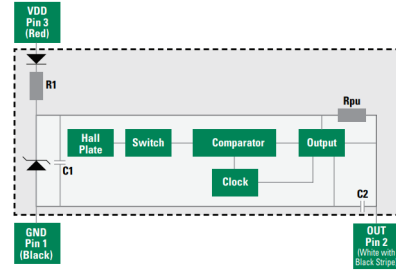 VDD
Pin 3
(Red)
R1
Rpu
Hall
Plate
Switch
Comparator
Output
C1
Clock
C2
GND
Pin 1
(Black)
OUT
Pin 2
(White with
Black Stripe)